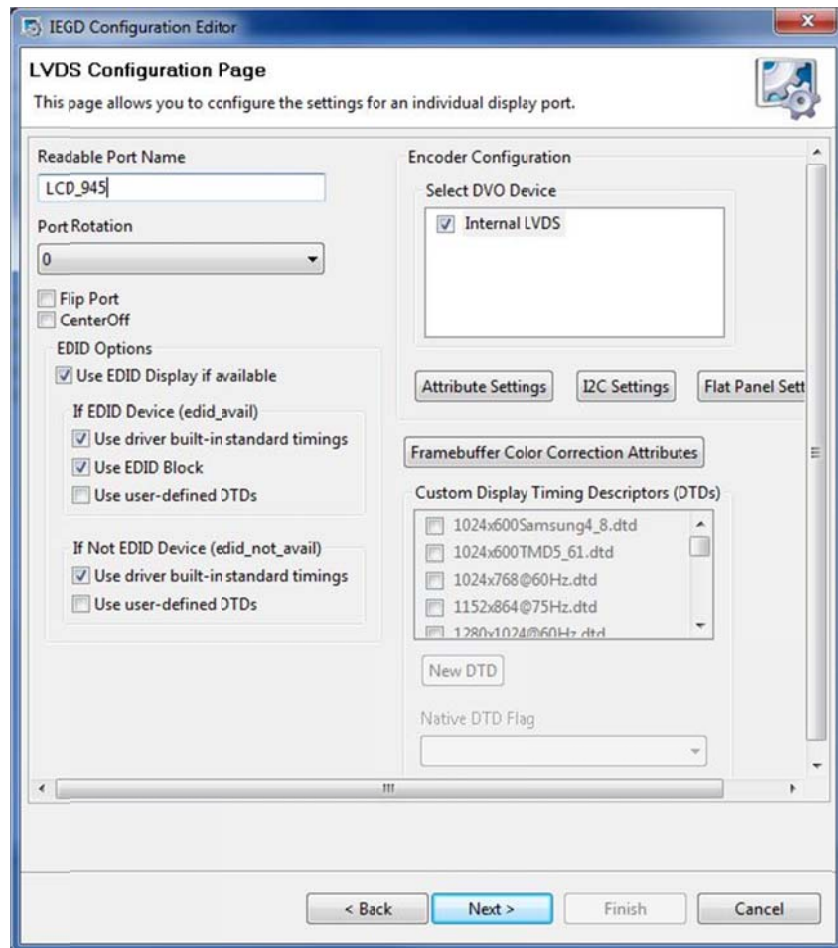 IEGD Configuration Editor
LVDS Configuration Page
This page allows you to configure the settings for an individual display port.
Readable Port Name
LCD_945
Port Rotation
0
Flip Port
CenterOff
EDID Options
Use EDID Display if available
If EDID Device (edid_avail)
Use driver built-in standard timings
Use EDID Block
Use user-defined DTDs
If Not EDID Device (edid_not_avail)
Use driver built-in standard timings
Use user-defined DTDs
Encoder Configuration
Select DVO Device
Internal LVDS
Attribute Settings
I2C Settings
Flat Panel Sett
Framebuffer Color Correction Attributes
Custom Display Timing Descriptors (DTDs)
1024x600Samsung4_8.dtd
1024x600TMD5_61.dtd
1024x768@60Hz.dtd
1152x864@75Hz.dtd
1280x1024@60Hz.dtd
New DTD
Native DTD Flag
< Back
Next >
Finish
Cancel